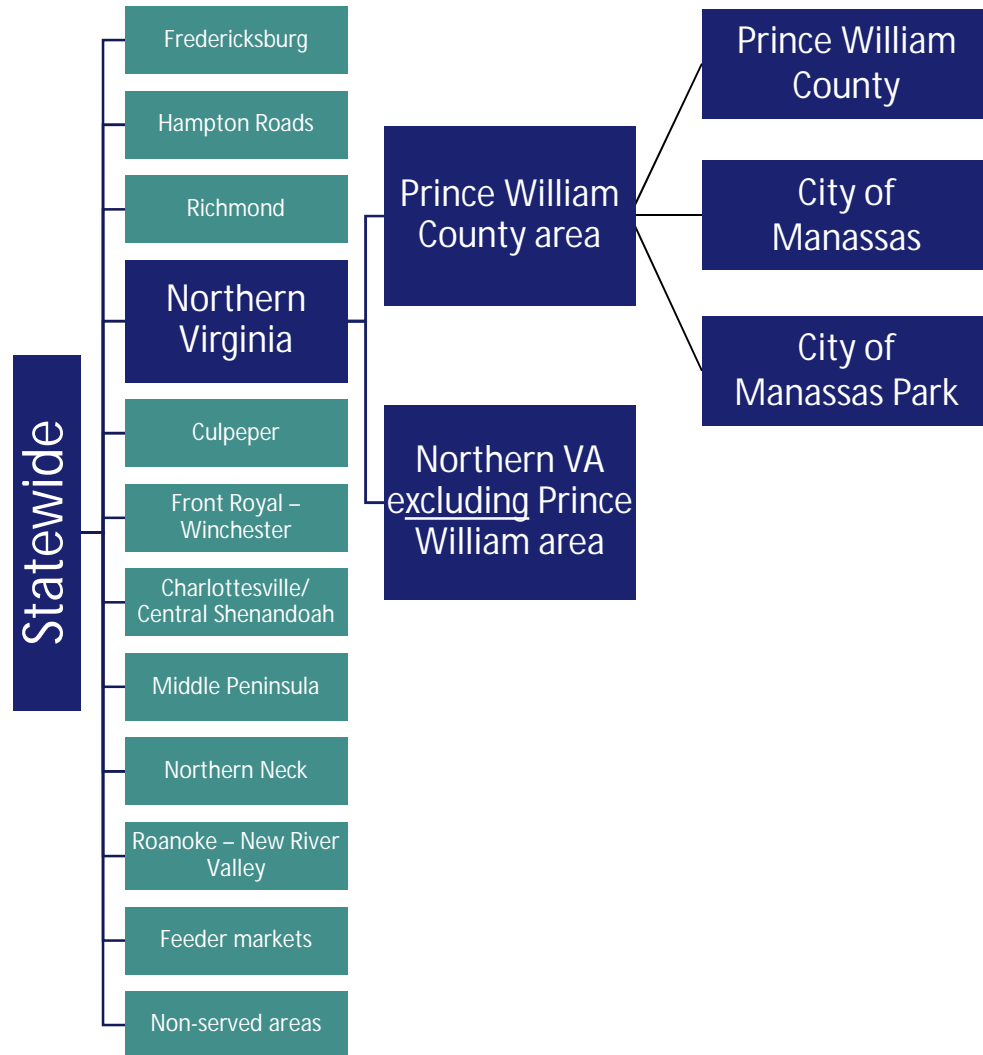 Statewide
Fredericksburg
Hampton Roads
Richmond
Northern
Virginia
Culpeper
Front Royal –
Winchester
Charlottesville/
Central Shenandoah
Middle Peninsula
Northern Neck
Roanoke – New River
Valley
Feeder markets
Non-served areas
Prince William
County area
Northern VA
excluding Prince
William area
Prince William
County
City of
Manassas
City of
Manassas Park